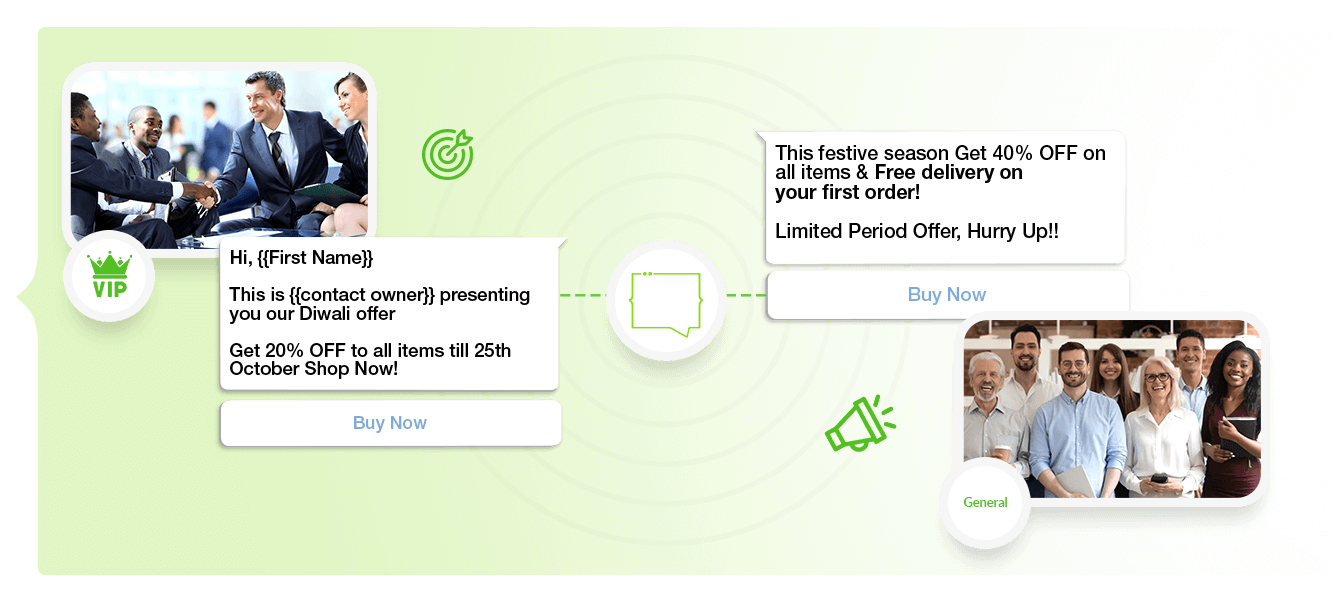 VIP
Hi, {{First Name}}
This is {{contact owner}} presenting
you our Diwali offer
Get 20% OFF to all items till 25th
October Shop Now!
Buy Now
This festive season Get 40% OFF on
all items & Free delivery on
your first order!
Limited Period Offer, Hurry Up!!
Buy Now
General